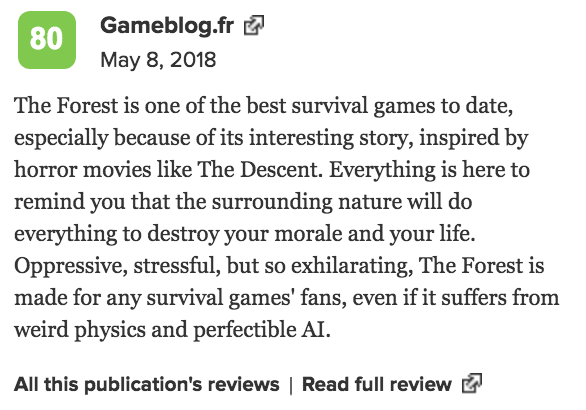 80
Gameblog.fr
May 8, 2018
The Forest is one of the best survival games to date,
especially because of its interesting story, inspired by
horror movies like The Descent. Everything is here to
remind you that the surrounding nature will do
everything to destroy your morale and your life.
Oppressive, stressful, but so exhilarating, The Forest is
made for any survival games' fans, even if it suffers from
weird physics and perfectible AI.
All this publication's reviews | Read full review